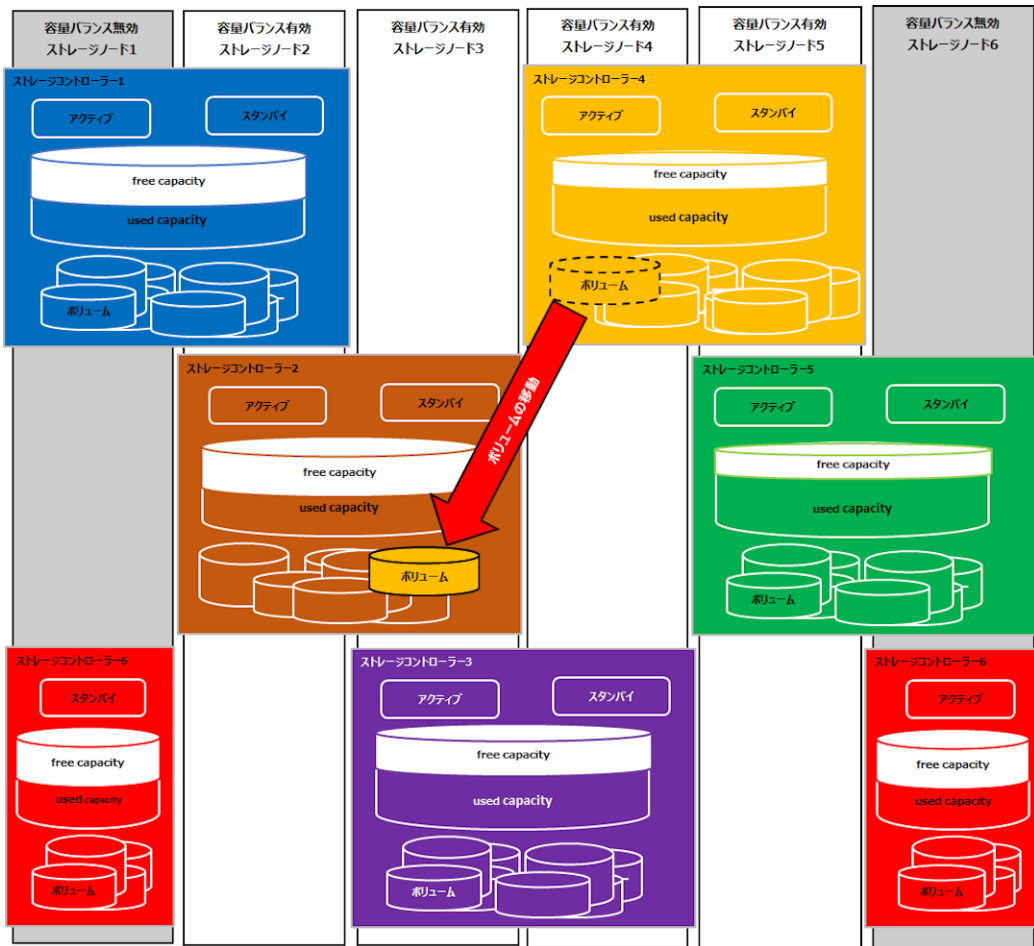 容量バランス無効
ストレージノード1
容量バランス有効
ストレージノード2
容量バランス有効
ストレージノード3
容量バランス有効
ストレージノード4
容量バランス有効
ストレージノード5
容量バランス無効
ストレージノード6
ストレージコントローラー1
アクティブ
スタンバイ
free capacity
used capacity
ボリューム
ストレージコントローラー4
アクティブ
スタンバイ
free capacity
used capacity
ボリューム
ボリュームの移動
ストレージコントローラー2
アクティブ
スタンバイ
free capacity
used capacity
ボリューム
ストレージコントローラー5
アクティブ
スタンバイ
free capacity
used capacity
ボリューム
ストレージコントローラー6
スタンバイ
free capacity
used capacity
ボリューム
ストレージコントローラー3
アクティブ
スタンバイ
free capacity
used capacity
ボリューム
ストレージコントローラー6
アクティブ
free capacity
used capacity
ボリューム